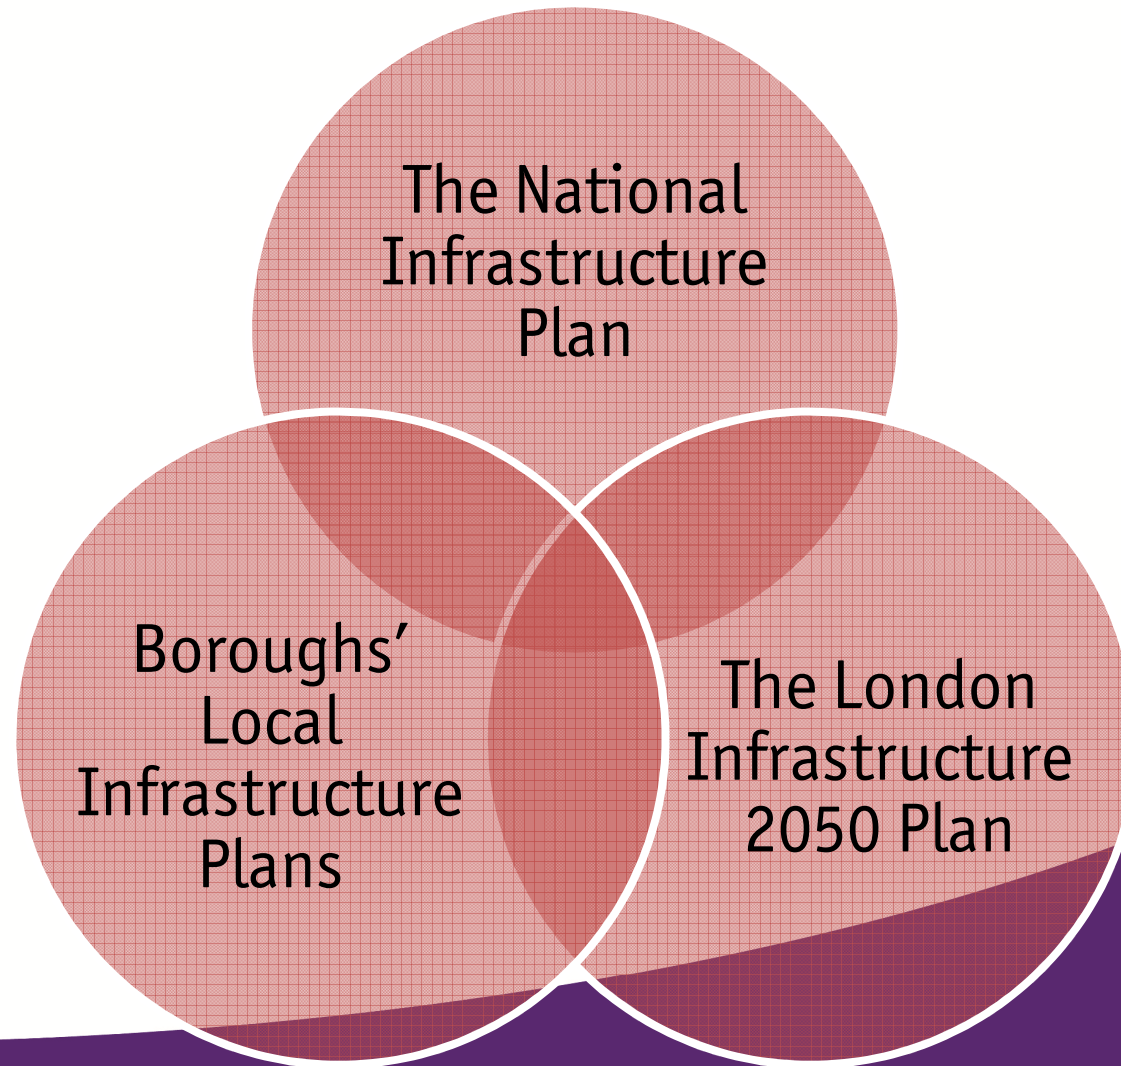 The National
Infrastructure
Plan
Boroughs’
Local
Infrastructure
Plans
The London
Infrastructure
2050 Plan